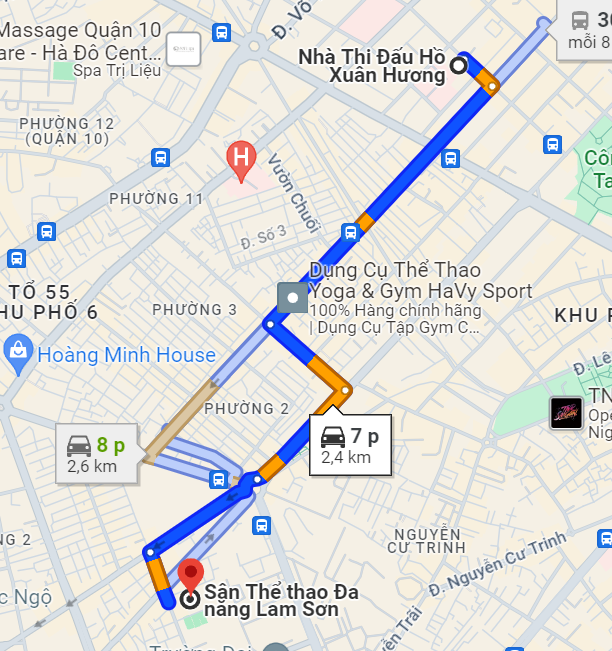 Massage Quận 10
are - Hà Đô Cent...
Spa Trị Liệu
Đ. Võ
30
mỗi 8
Nhà Thi Đấu Hồ
Xuân Hương
PHƯỜNG 12
(QUẬN 10)
H
Vườn Chuối
Côn
Ta
PHƯỜNG 11
Đ. Số 3
TỔ 55
HU PHỐ 6
PHƯỜNG 3
Dụng Cụ Thể Thao
Yoga & Gym HaVy Sport
100% Hàng chính hãng
| Dụng Cụ Tập Gym C...
KHU P
Hoàng Minh House
Đ. Lê
PHƯỜNG 2
TN
Ope
Nig
8 p
2,6 km
7 p
2,4 km
NG 2
NGUYỄN
CƯ TRINH
Đ. Nguyễn Cư Trinh
c Ngộ
Sân Thể thao Đa
năng Lam Sơn
yễn Trãi
Trường Đại